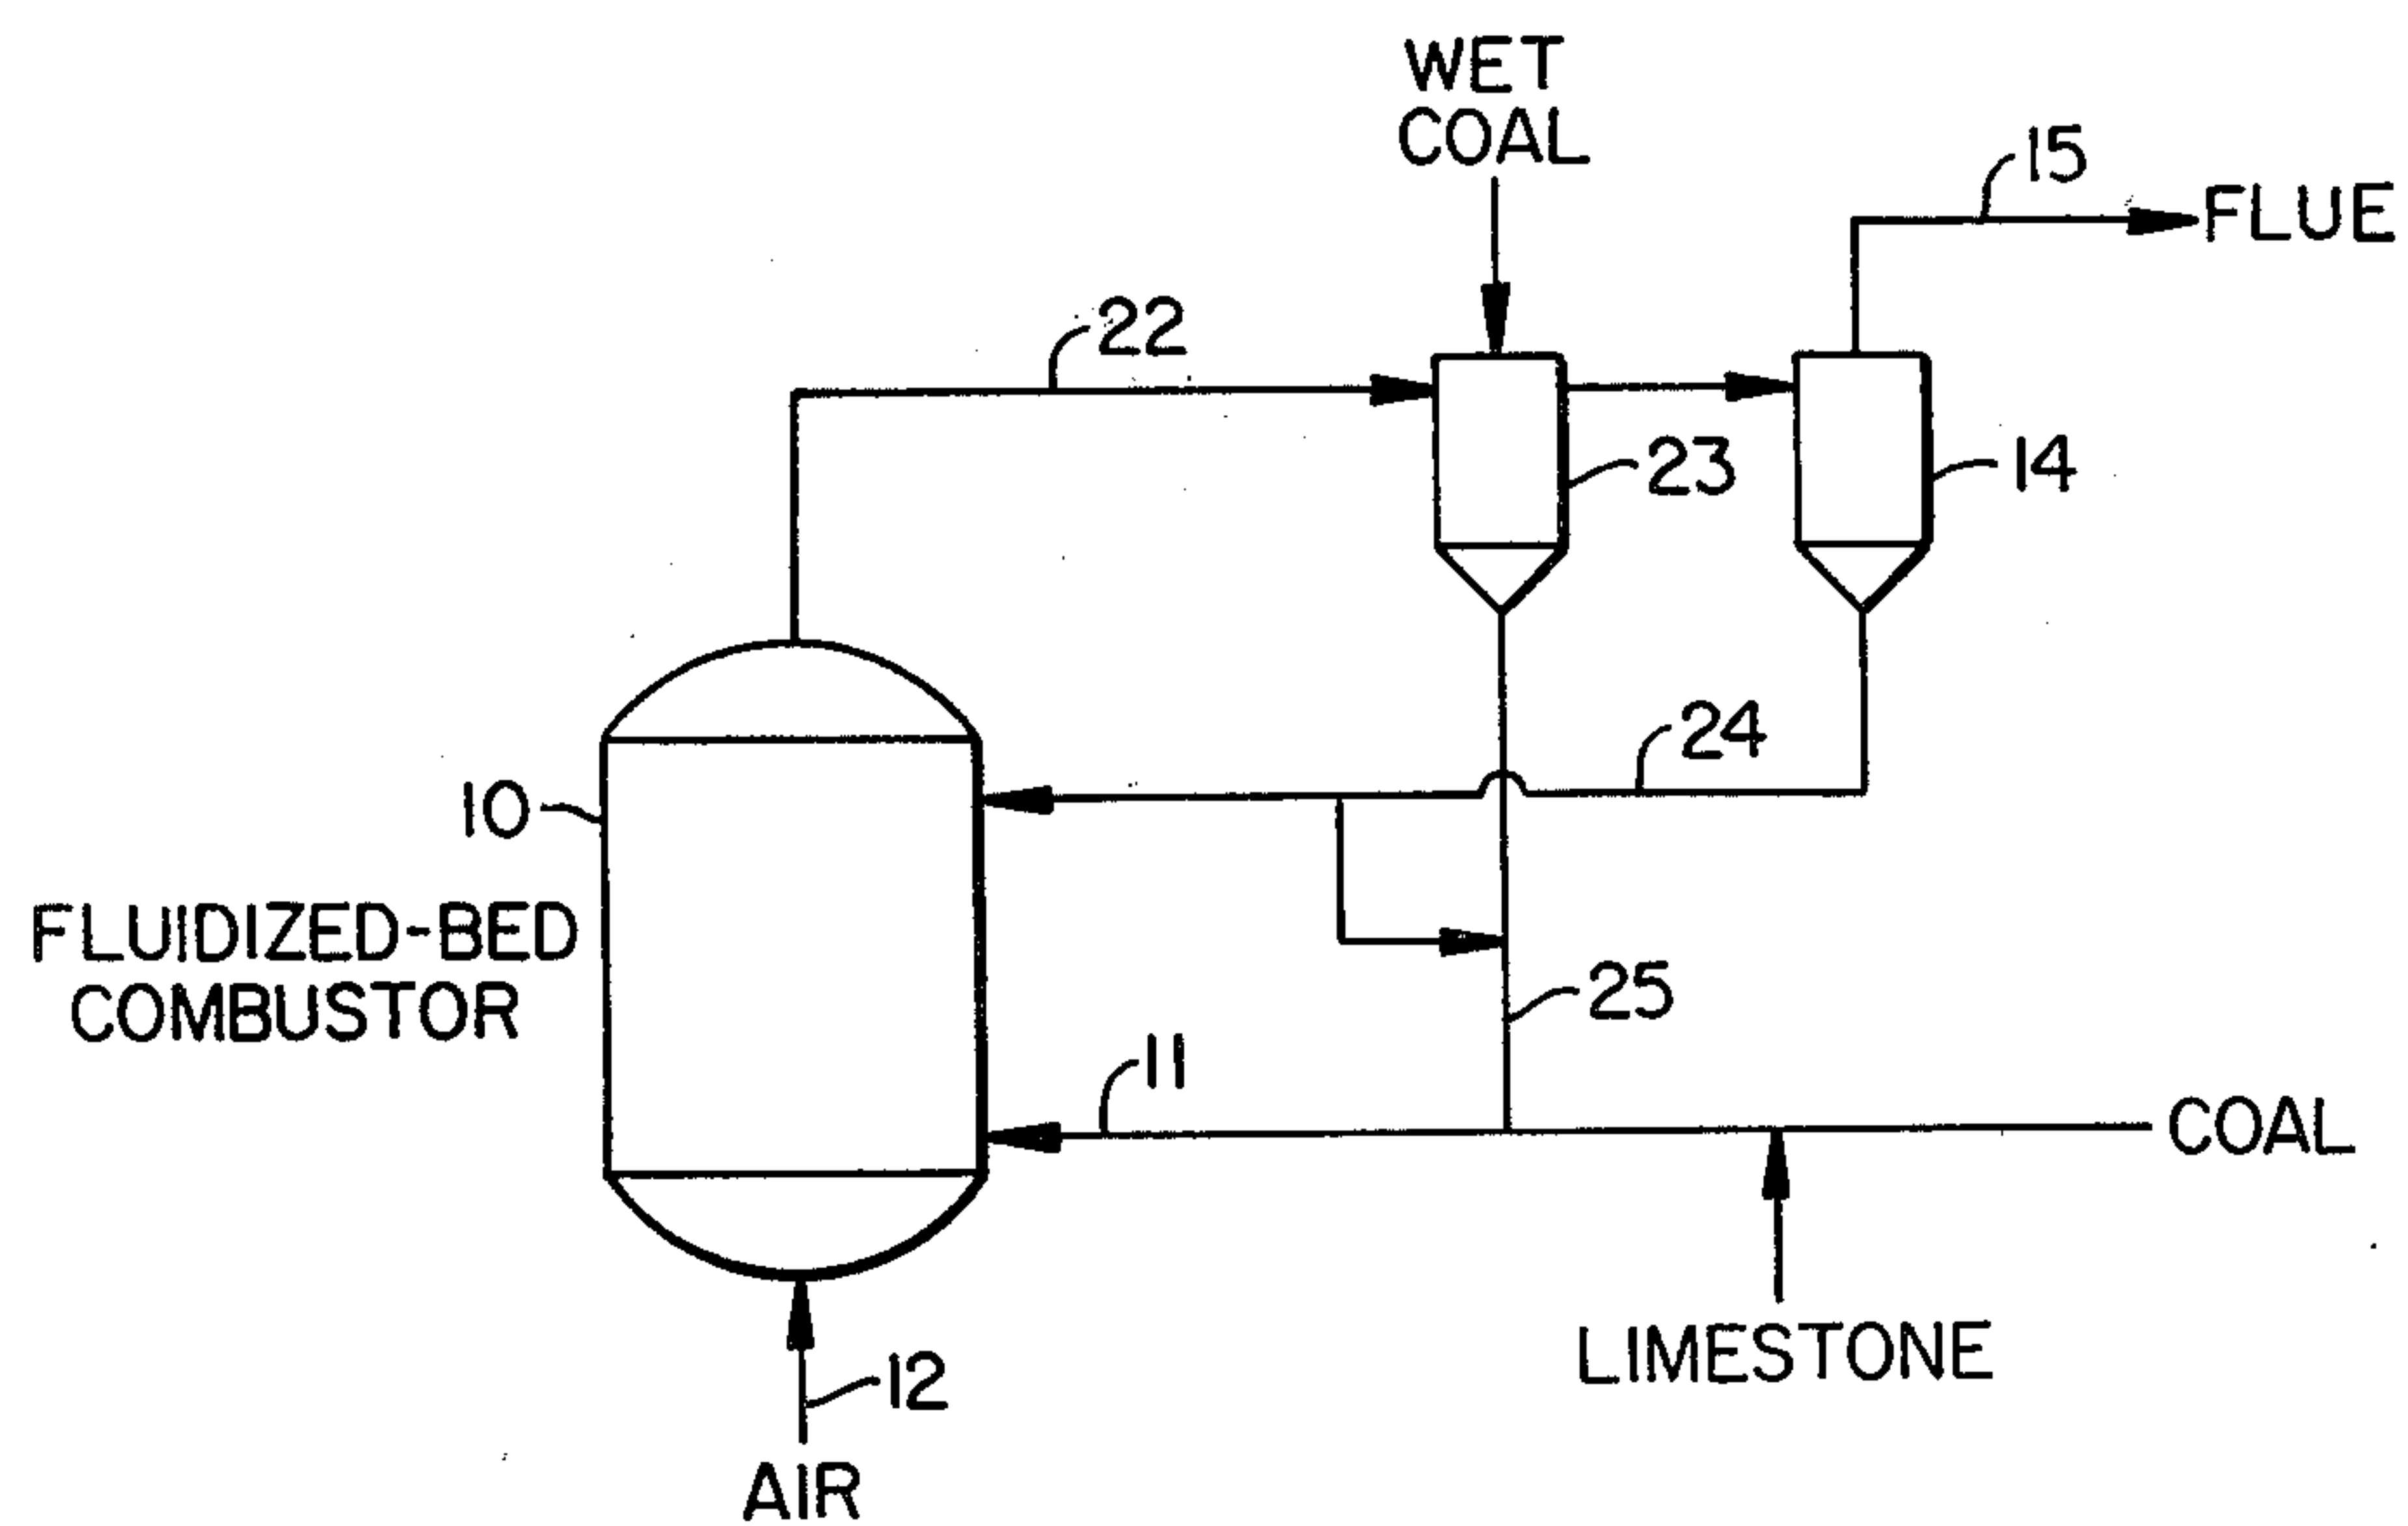 WET
COAL
15
FLUE
22
23
14
24
10
FLUIDIZED-BED
COMBUSTOR
25
11
COAL
LIMESTONE
12
AIR